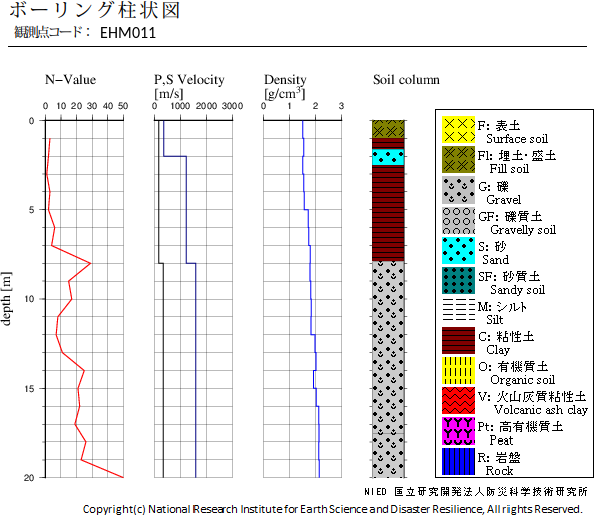 ボーリング柱状図
観測点コード： EHM011
N−Value
P,S Velocity
[m/s]
Density
[g/cm³]
Soil column
0 10 20 30 40 50
0 1000 2000 3000
0 1 2 3
0
5
10
15
20
depth [m]
F: 表土
Surface soil
Fl: 埋土・盛土
Fill soil
G: 礫
Gravel
GF: 礫質土
Gravelly soil
S: 砂
Sand
SF: 砂質土
Sandy soil
M: シルト
Silt
C: 粘性土
Clay
O: 有機質土
Organic soil
V: 火山灰質粘性土
Volcanic ash clay
Pt: 高有機質土
Peat
R: 岩盤
Rock
NIED 国立研究開発法人防災科学技術研究所
Copyright(c) National Research Institute for Earth Science and Disaster Resilience, All rights Reserved.